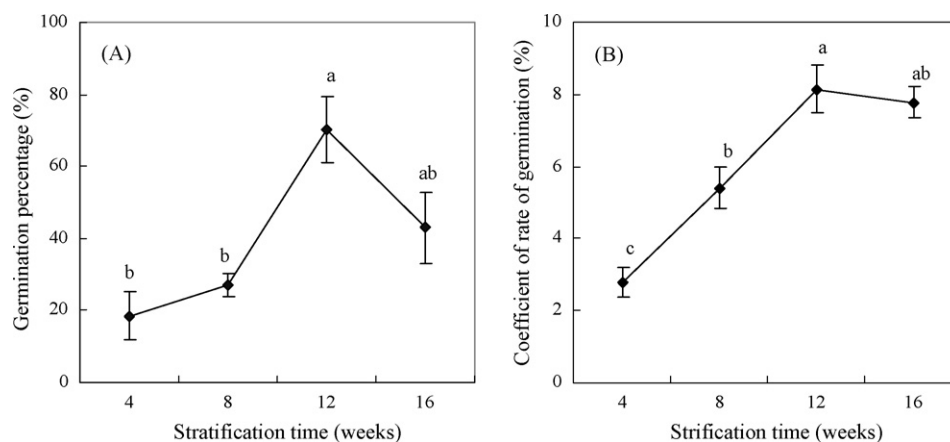 (A)
Germination percentage (%)
100
80
60
40
20
0
b
b
a
ab
4 8 12 16
Stratification time (weeks)
(B)
Coefficient of rate of germination (%)
10
8
6
4
2
0
c
b
a
ab
4 8 12 16
Strification time (weeks)